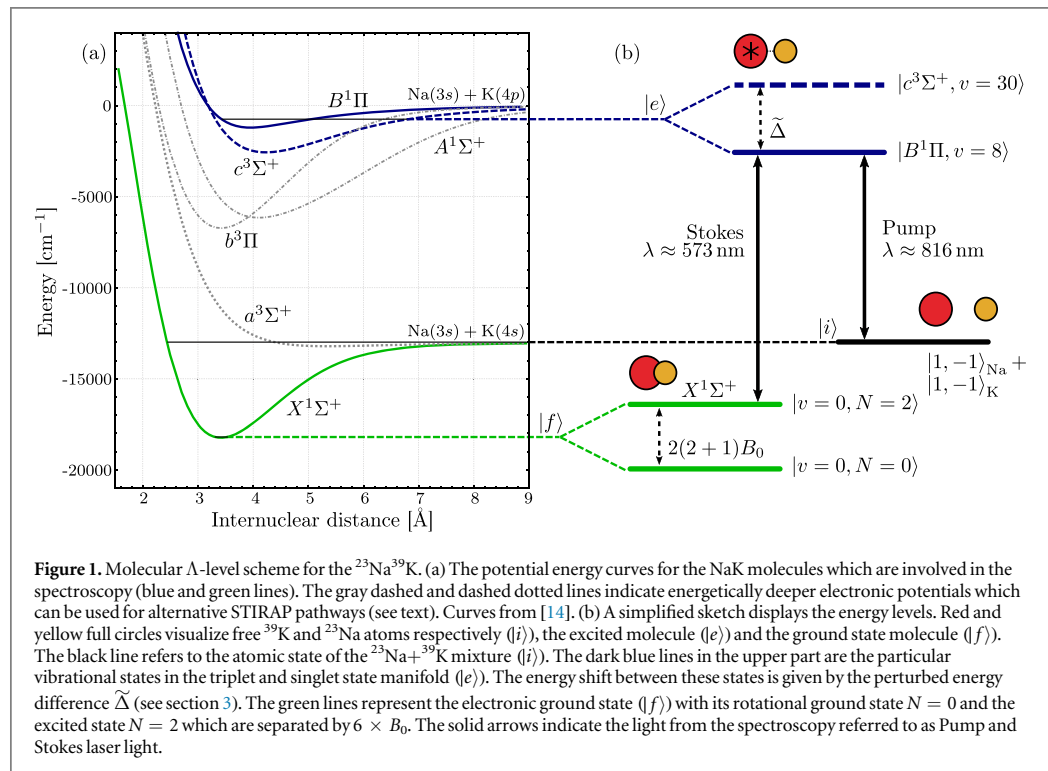 (a)
(b)
0
-5000
-10000
-15000
-20000
Energy [cm⁻¹]
2 3 4 5 6 7 8 9
Internuclear distance [Å]
B¹Π
Na(3s) + K(4p)
c³Σ⁺
A¹Σ⁺
b³Π
a³Σ⁺
Na(3s) + K(4s)
X¹Σ⁺
|e⟩
|c³Σ⁺, v = 30⟩
Δ̃
|B¹Π, v = 8⟩
Stokes
λ ≈ 573 nm
Pump
λ ≈ 816 nm
|i⟩
|1, −1⟩Na +
|1, −1⟩K
X¹Σ⁺
|f⟩
|v = 0, N = 2⟩
2(2 + 1)B₀
|v = 0, N = 0⟩
Figure 1. Molecular Λ-level scheme for the ²³Na³⁹K. (a) The potential energy curves for the NaK molecules which are involved in the
spectroscopy (blue and green lines). The gray dashed and dashed dotted lines indicate energetically deeper electronic potentials which
can be used for alternative STIRAP pathways (see text). Curves from [14]. (b) A simplified sketch displays the energy levels. Red and
yellow full circles visualize free ³⁹K and ²³Na atoms respectively (|i⟩), the excited molecule (|e⟩) and the ground state molecule (|f⟩).
The black line refers to the atomic state of the ²³Na+³⁹K mixture (|i⟩). The dark blue lines in the upper part are the particular
vibrational states in the triplet and singlet state manifold (|e⟩). The energy shift between these states is given by the perturbed energy
difference Δ̃ (see section 3). The green lines represent the electronic ground state (|f⟩) with its rotational ground state N = 0 and the
excited state N = 2 which are separated by 6 × B₀. The solid arrows indicate the light from the spectroscopy referred to as Pump and
Stokes laser light.